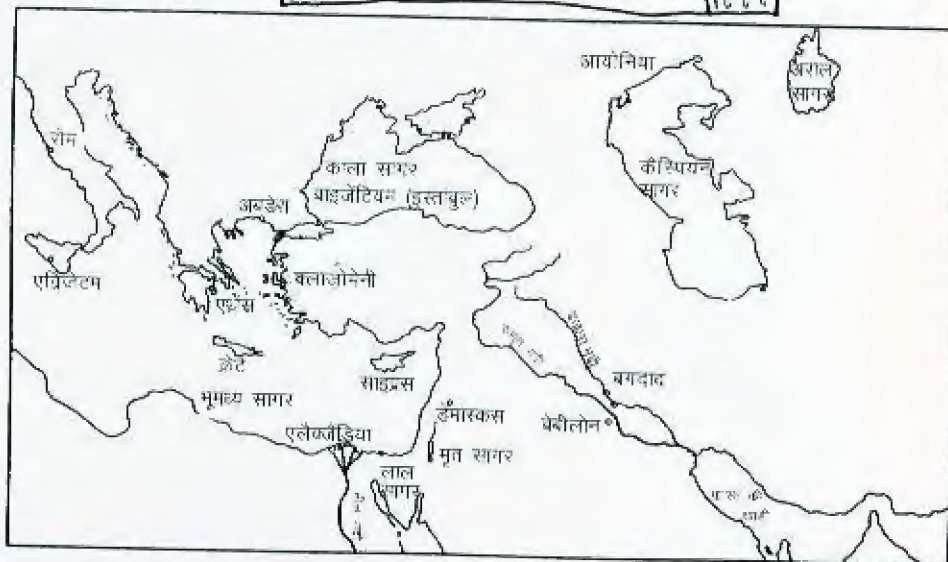 आयोनिया
अराल
सागर
रोम
काला सागर
कैस्पियन
सागर
बाइजेंटियम (इस्तांबुल)
अबडेरा
एग्रिजेंटम
एथेंस
क्लाजोमेनी
क्रेट
साइप्रस
बगदाद
भूमध्य सागर
डैमास्कस
बेबीलोन
एलैक्जेंड्रिया
मृत सागर
लाल
सागर